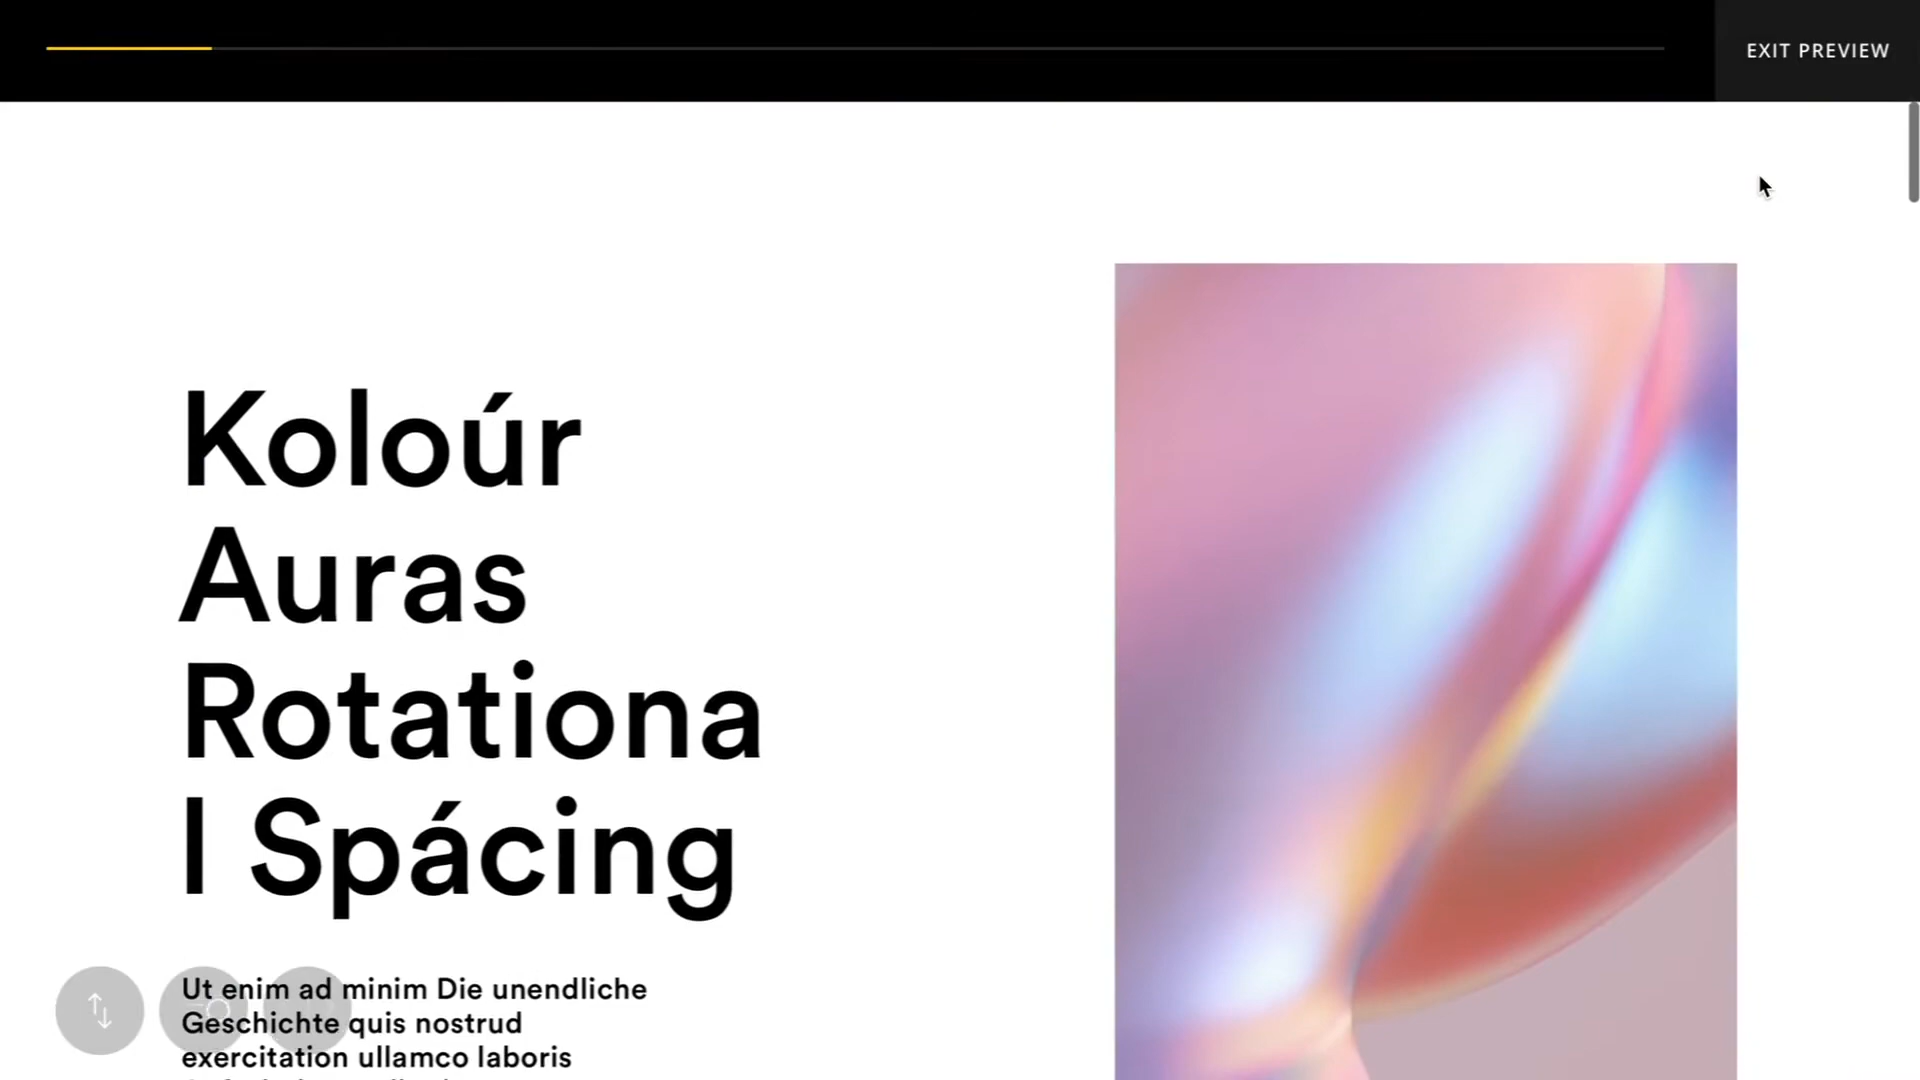 EXIT PREVIEW
Koloúr
Auras
Rotationa
l Spácing
Ut enim ad minim Die unendliche
Geschichte quis nostrud
exercitation ullamco laboris